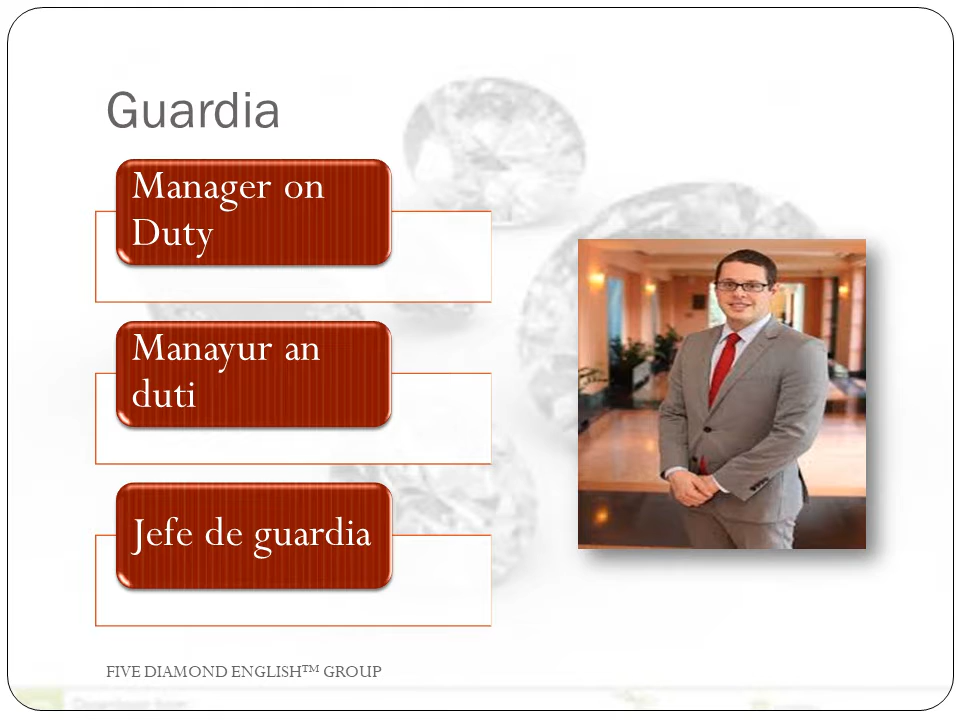 Guardia
Manager on
Duty
Manayur an
duti
Jefe de guardia
FIVE DIAMOND ENGLISH™ GROUP